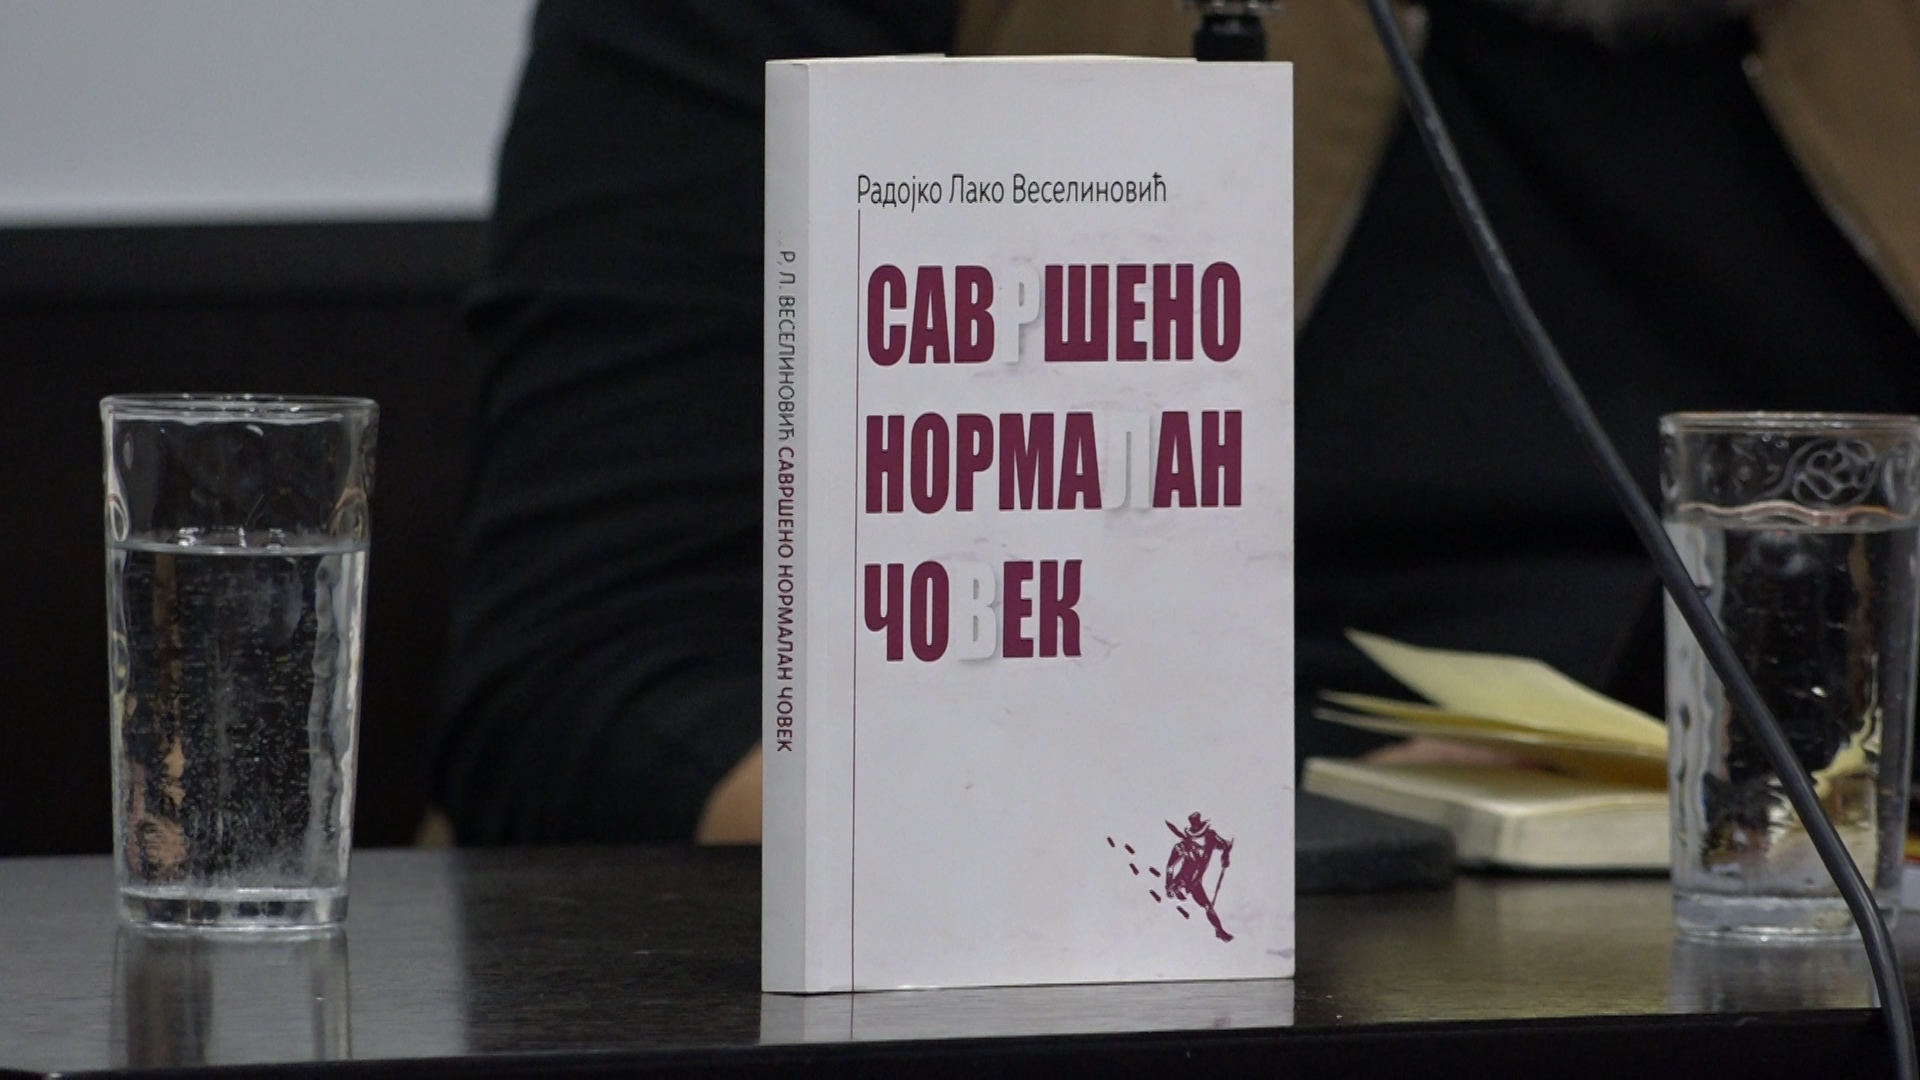 Р. Л. ВЕСЕЛИНОВИЋ САВРШЕНО НОРМАЛАН ЧОВЕК
Радојко Лако Веселиновић
САВРШЕНО
НОРМАЛАН
ЧОВЕК